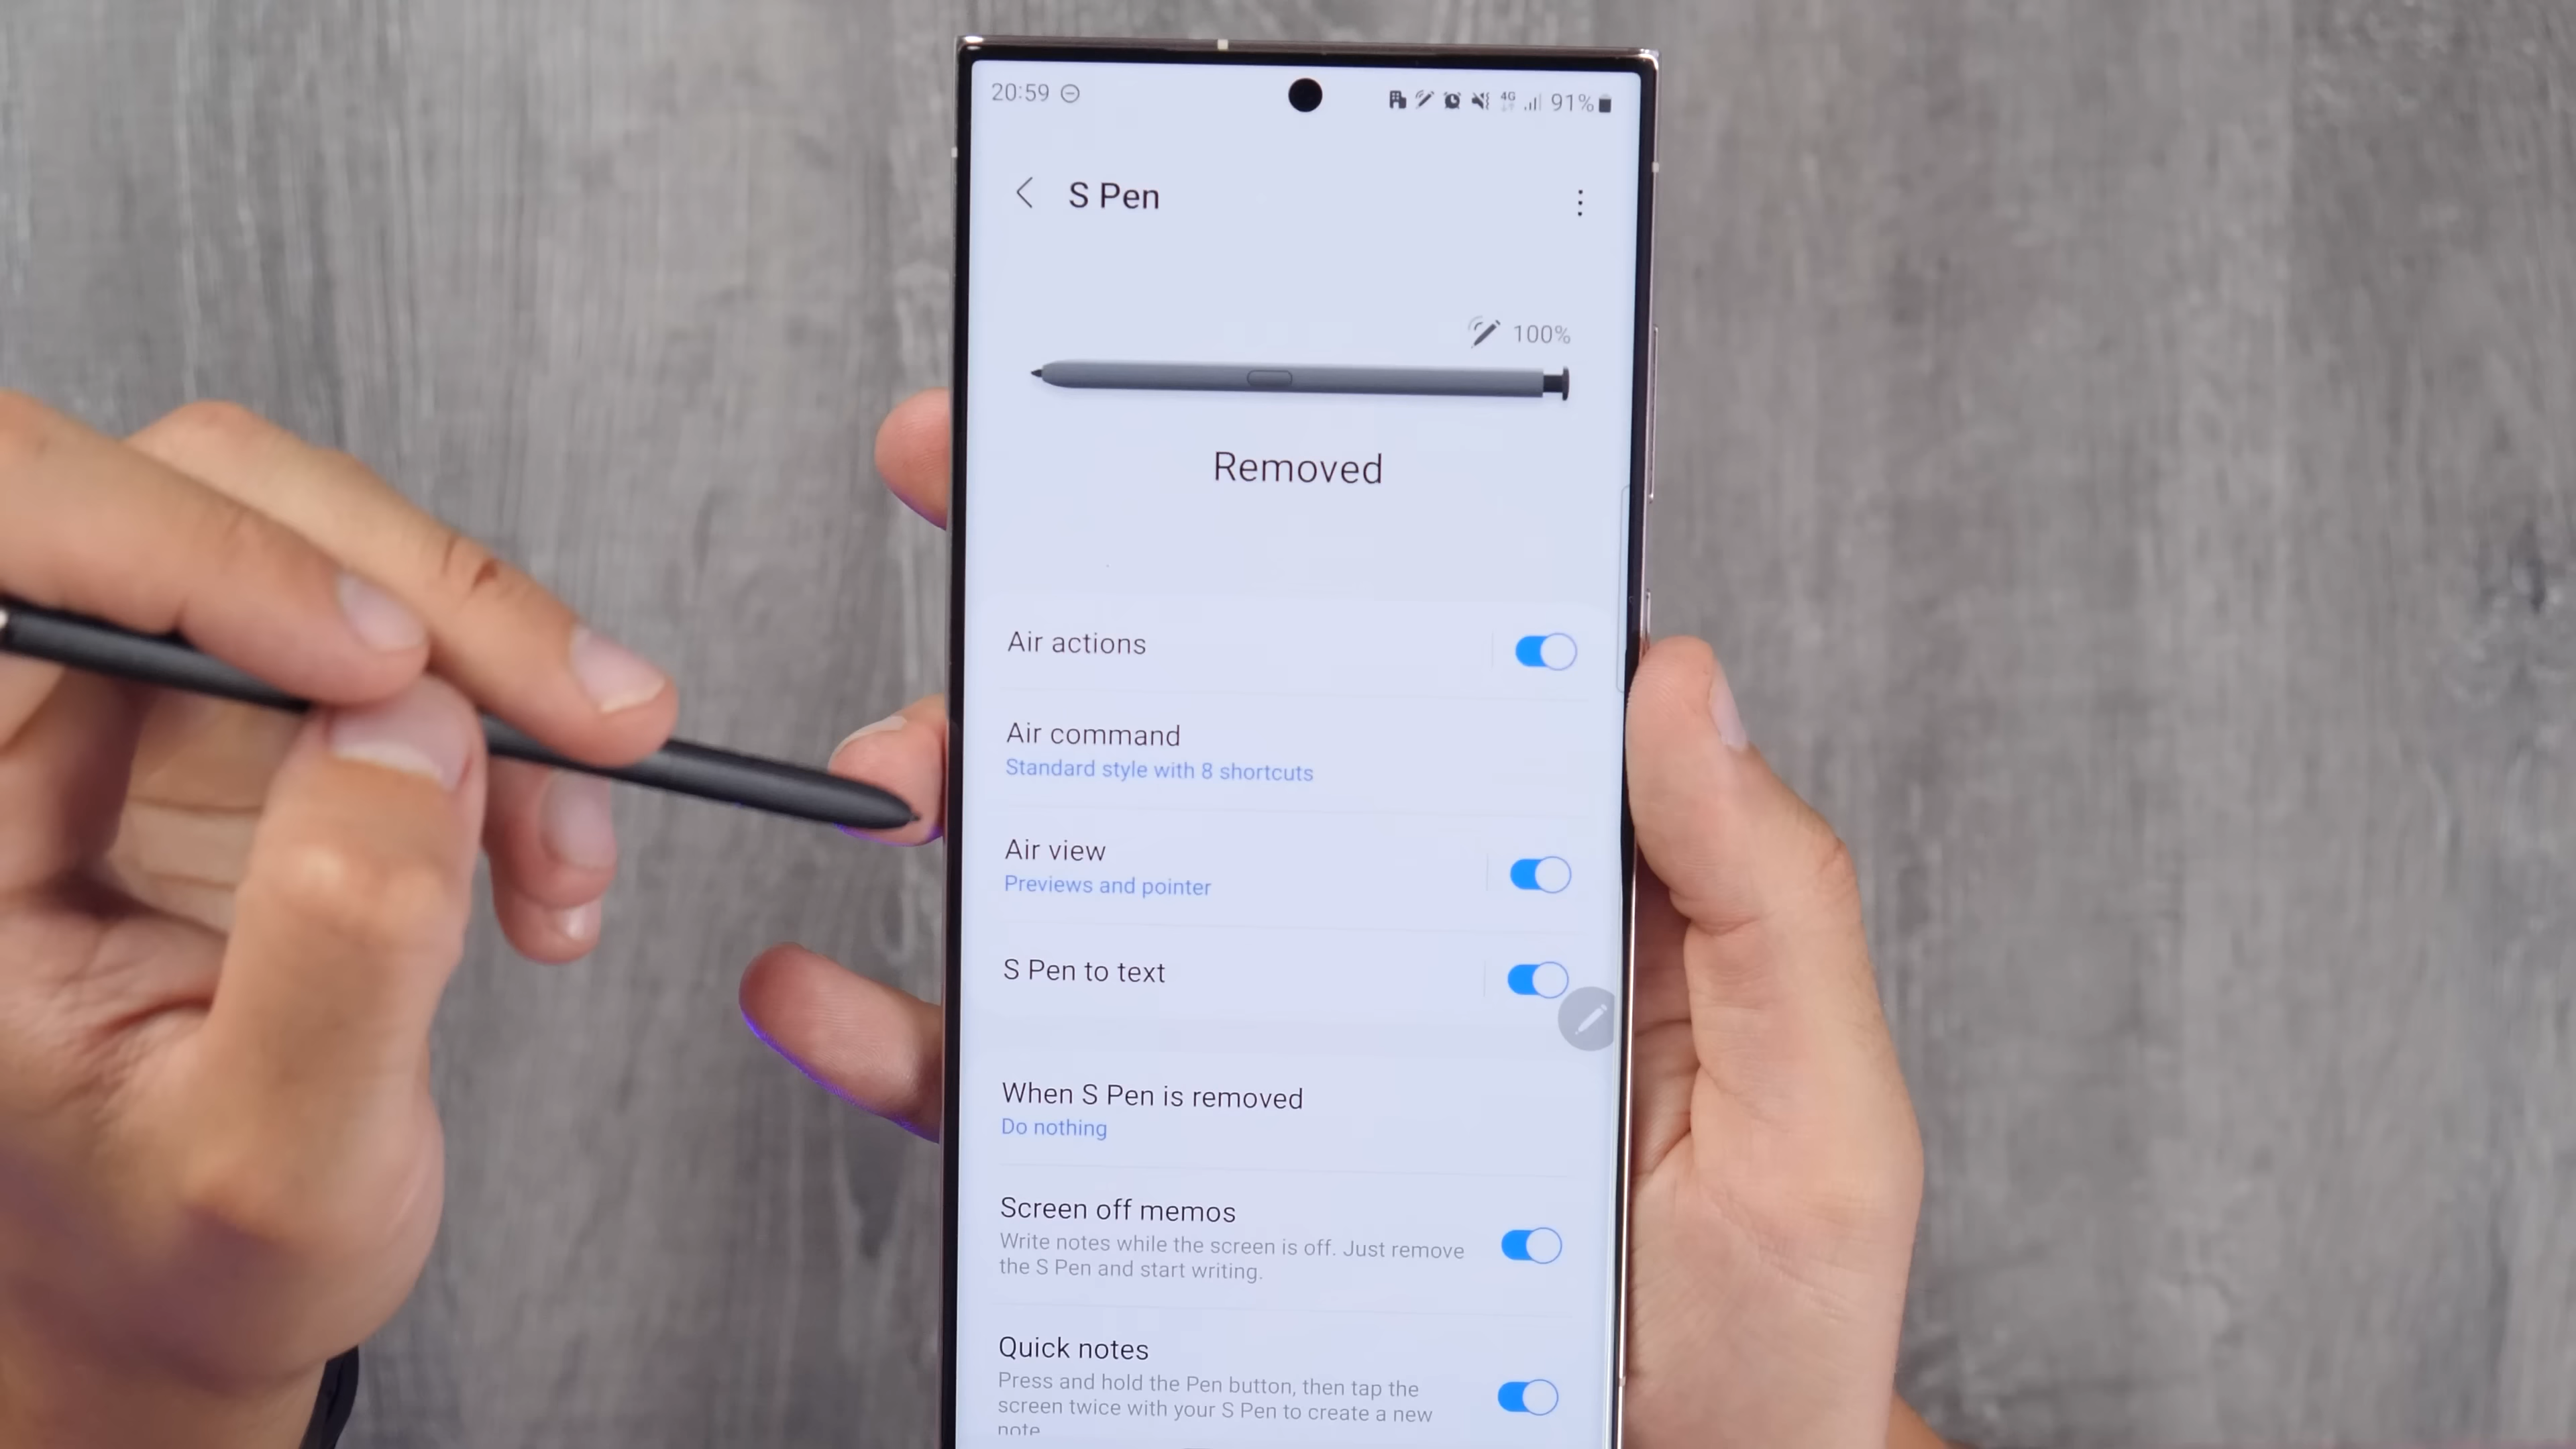 20:59
4G
91%
S Pen
100%
Removed
Air actions
Air command
Standard style with 8 shortcuts
Air view
Previews and pointer
S Pen to text
When S Pen is removed
Do nothing
Screen off memos
Write notes while the screen is off. Just remove
the S Pen and start writing.
Quick notes
Press and hold the Pen button, then tap the
screen twice with your S Pen to create a new
note